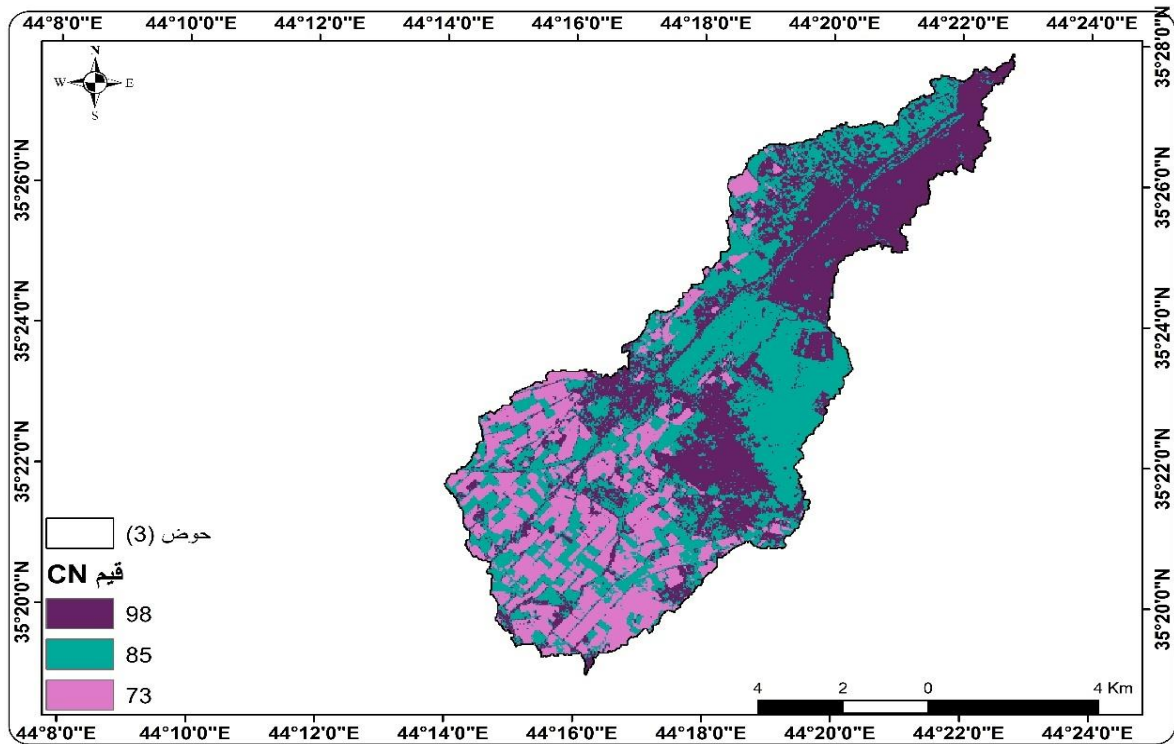 44°8'0"E 44°10'0"E 44°12'0"E 44°14'0"E 44°16'0"E 44°18'0"E 44°20'0"E 44°22'0"E 44°24'0"E
N
W E
S
35°28'0"N
35°26'0"N 35°26'0"N
35°24'0"N 35°24'0"N
35°22'0"N 35°22'0"N
35°20'0"N 35°20'0"N
حوض (3)
قيم CN
98
85
73
4 2 0 4 Km
44°8'0"E 44°10'0"E 44°12'0"E 44°14'0"E 44°16'0"E 44°18'0"E 44°20'0"E 44°22'0"E 44°24'0"E